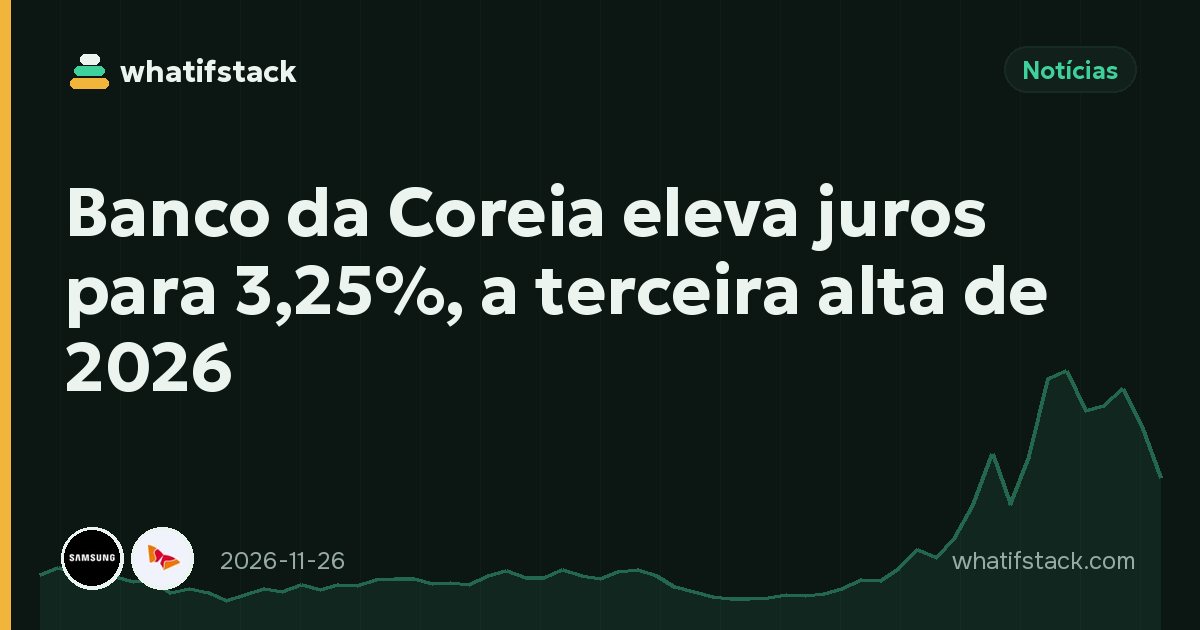 whatifstack
Notícias
Banco da Coreia eleva juros
para 3,25%, a terceira alta de
2026
SAMSUNG
2026-11-26
whatifstack.com